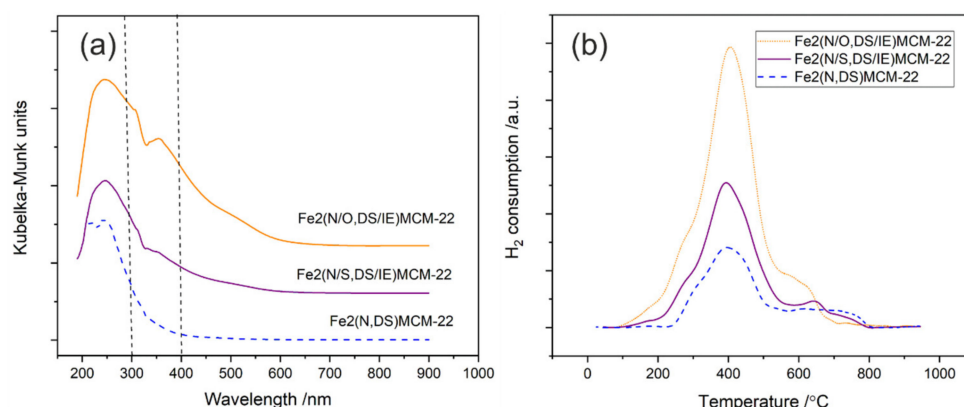 (a)
Kubelka-Munk units
Fe2(N/O,DS/IE)MCM-22
Fe2(N/S,DS/IE)MCM-22
Fe2(N,DS)MCM-22
200 300 400 500 600 700 800 900 1000
Wavelength /nm
(b)
H₂ consumption /a.u.
Fe2(N/O,DS/IE)MCM-22
Fe2(N/S,DS/IE)MCM-22
Fe2(N,DS)MCM-22
0 200 400 600 800 1000
Temperature /°C